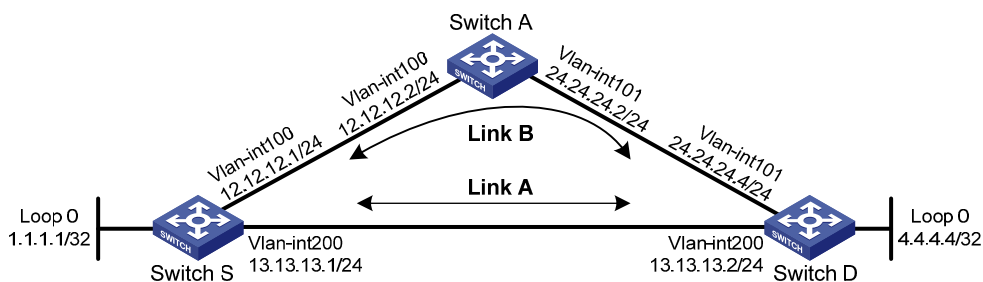 Switch A
SWITCH
Vlan-int100
12.12.12.2/24
Vlan-int101
24.24.24.2/24
Link B
Vlan-int100
12.12.12.1/24
Vlan-int101
24.24.24.4/24
Link A
Loop 0
1.1.1.1/32
SWITCH
Switch S
Vlan-int200
13.13.13.1/24
Vlan-int200
13.13.13.2/24
SWITCH
Switch D
Loop 0
4.4.4.4/32